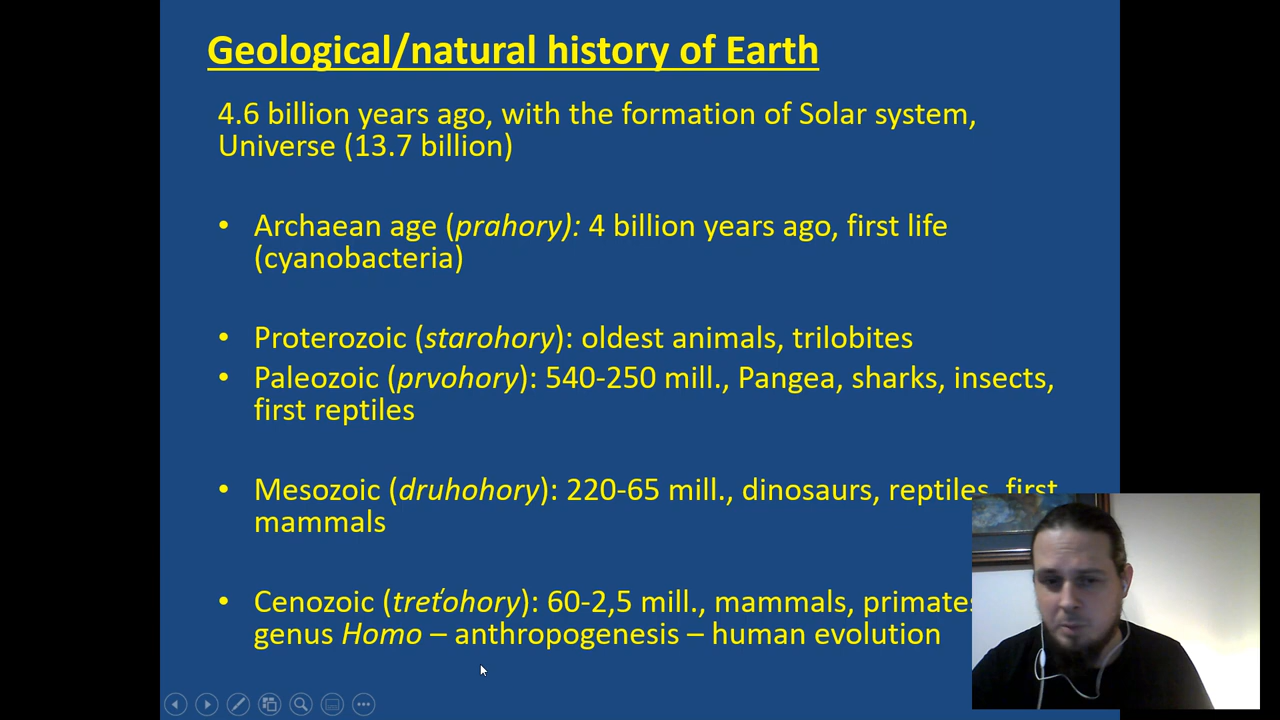 Geological/natural history of Earth
4.6 billion years ago, with the formation of Solar system,
Universe (13.7 billion)
• Archaean age (prahory): 4 billion years ago, first life
(cyanobacteria)
• Proterozoic (starohory): oldest animals, trilobites
• Paleozoic (prvohory): 540-250 mill., Pangea, sharks, insects,
first reptiles
• Mesozoic (druhohory): 220-65 mill., dinosaurs, reptiles, first
mammals
• Cenozoic (treťohory): 60-2,5 mill., mammals, primates
genus Homo – anthropogenesis – human evolution